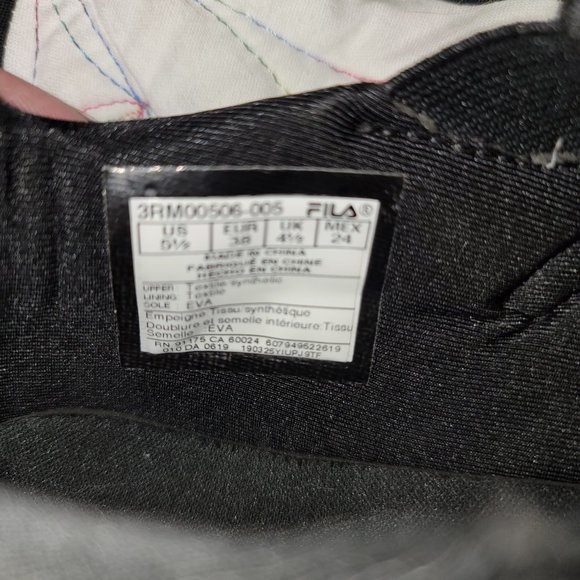 3RM00506-005 FILA®
US EUR UK MEX
5½ 38 4½ 24
MADE IN CHINA
FABRIQUÉ EN CHINE
HECHO EN CHINA
UPPER : Textile synthetic
LINING : Textile
SOLE : EVA
Empeigne : Tissu synthésque
Doublure et semelle intérieure: Tissu
Semelle : EVA
RN 91175 CA 60024 607949522619
010 DA 0619 190325YIUPJ9TF